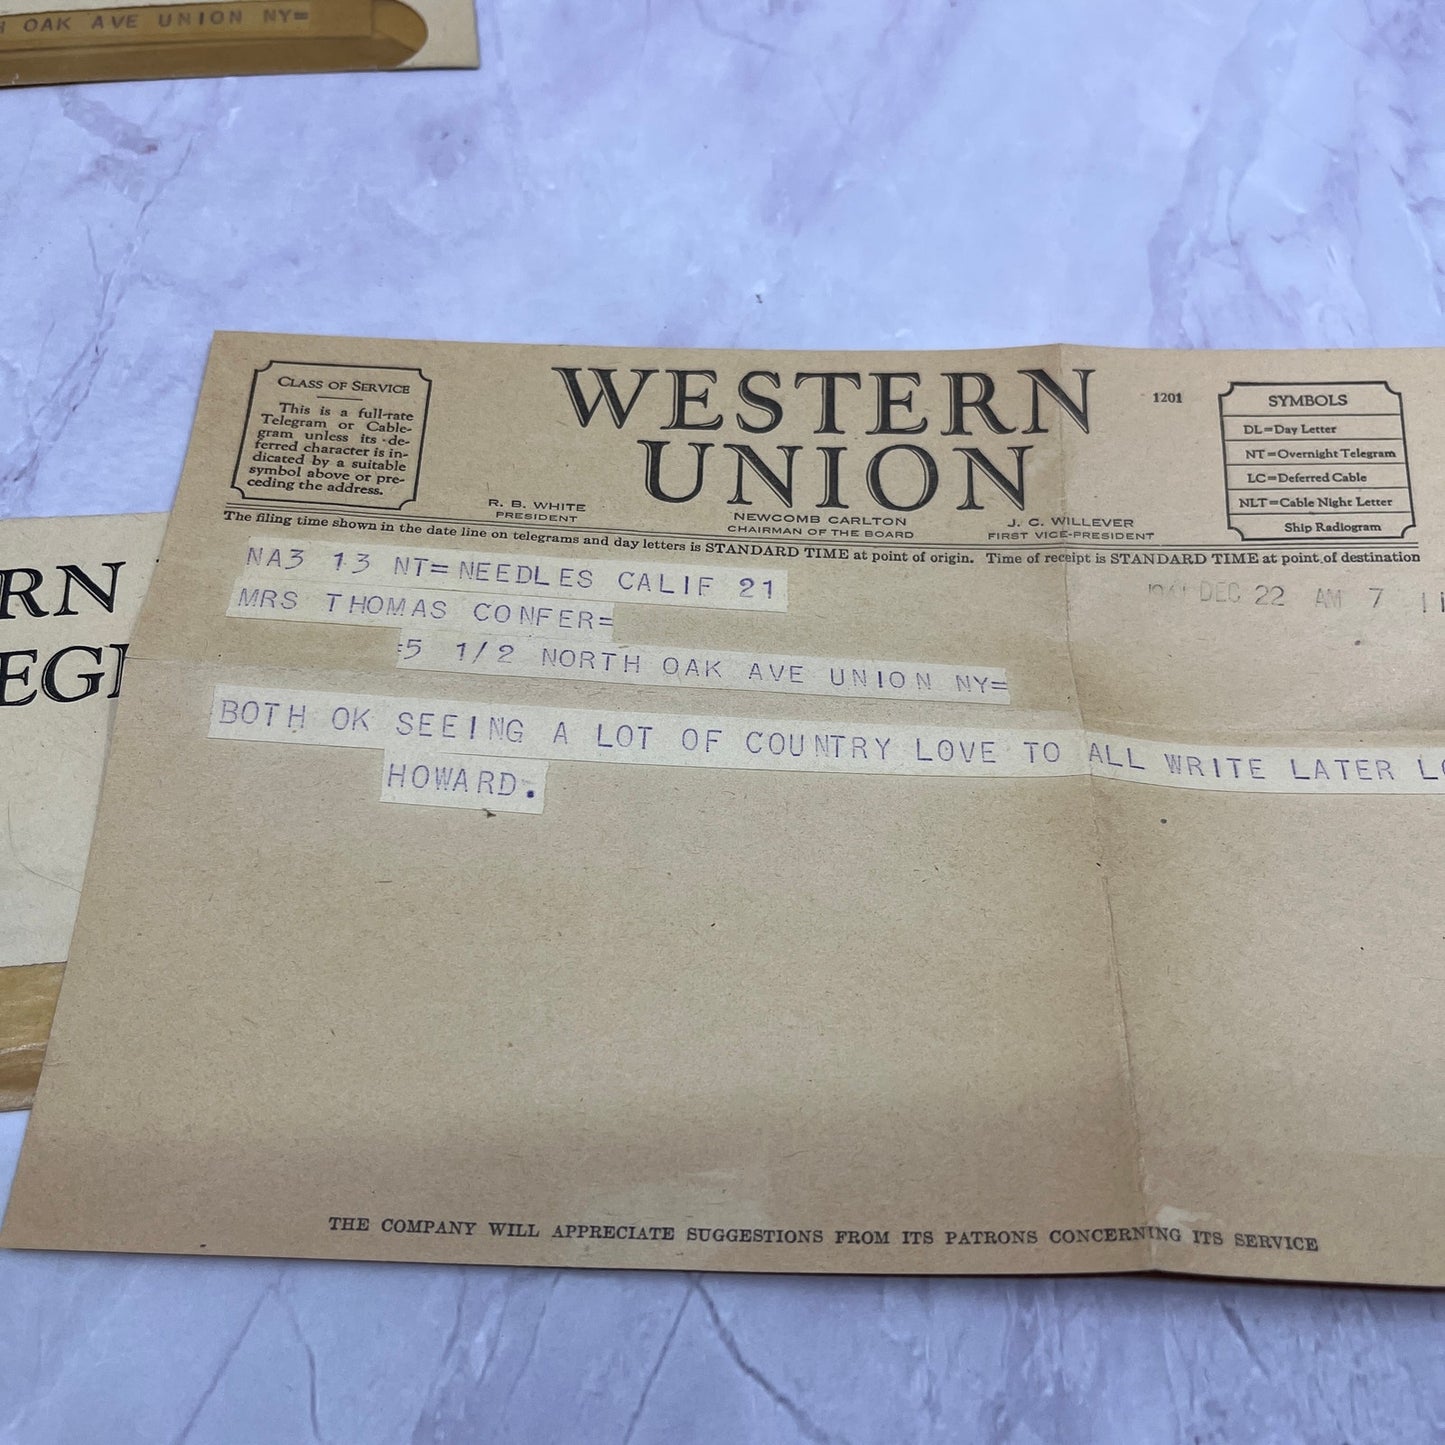 H OAK AVE UNION NY=
RN
EGR
CLASS OF SERVICE
This is a full-rate
Telegram or Cable-
gram unless its de-
ferred character is in-
dicated by a suitable
symbol above or pre-
ceding the address.
WESTERN
UNION
1201
SYMBOLS
DL=Day Letter
NT=Overnight Telegram
LC=Deferred Cable
NLT=Cable Night Letter
Ship Radiogram
R. B. WHITE
PRESIDENT
NEWCOMB CARLTON
CHAIRMAN OF THE BOARD
J. C. WILLEVER
FIRST VICE-PRESIDENT
The filing time shown in the date line on telegrams and day letters is STANDARD TIME at point of origin. Time of receipt is STANDARD TIME at point of destination
NA3 13 NT=NEEDLES CALIF 21
DEC 22 AM 7 11
MRS THOMAS CONFER=
=5 1/2 NORTH OAK AVE UNION NY=
BOTH OK SEEING A LOT OF COUNTRY LOVE TO ALL WRITE LATER LO
HOWARD.
THE COMPANY WILL APPRECIATE SUGGESTIONS FROM ITS PATRONS CONCERNING ITS SERVICE